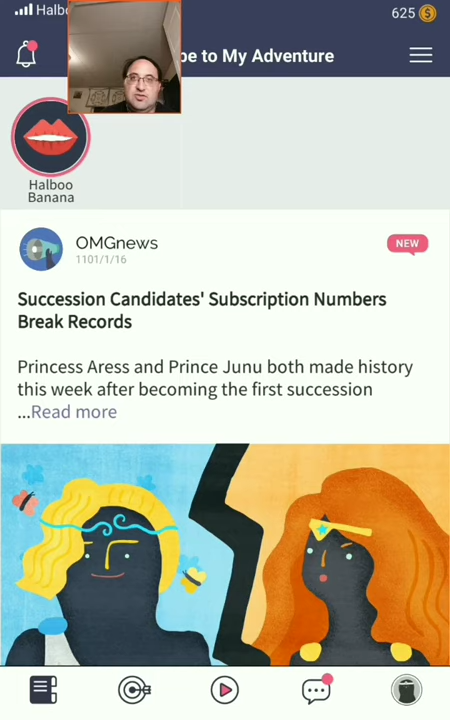 Halbo
625
be to My Adventure
Halboo
Banana
OMGnews
NEW
1101/1/16
Succession Candidates' Subscription Numbers
Break Records
Princess Aress and Prince Junu both made history
this week after becoming the first succession
...Read more